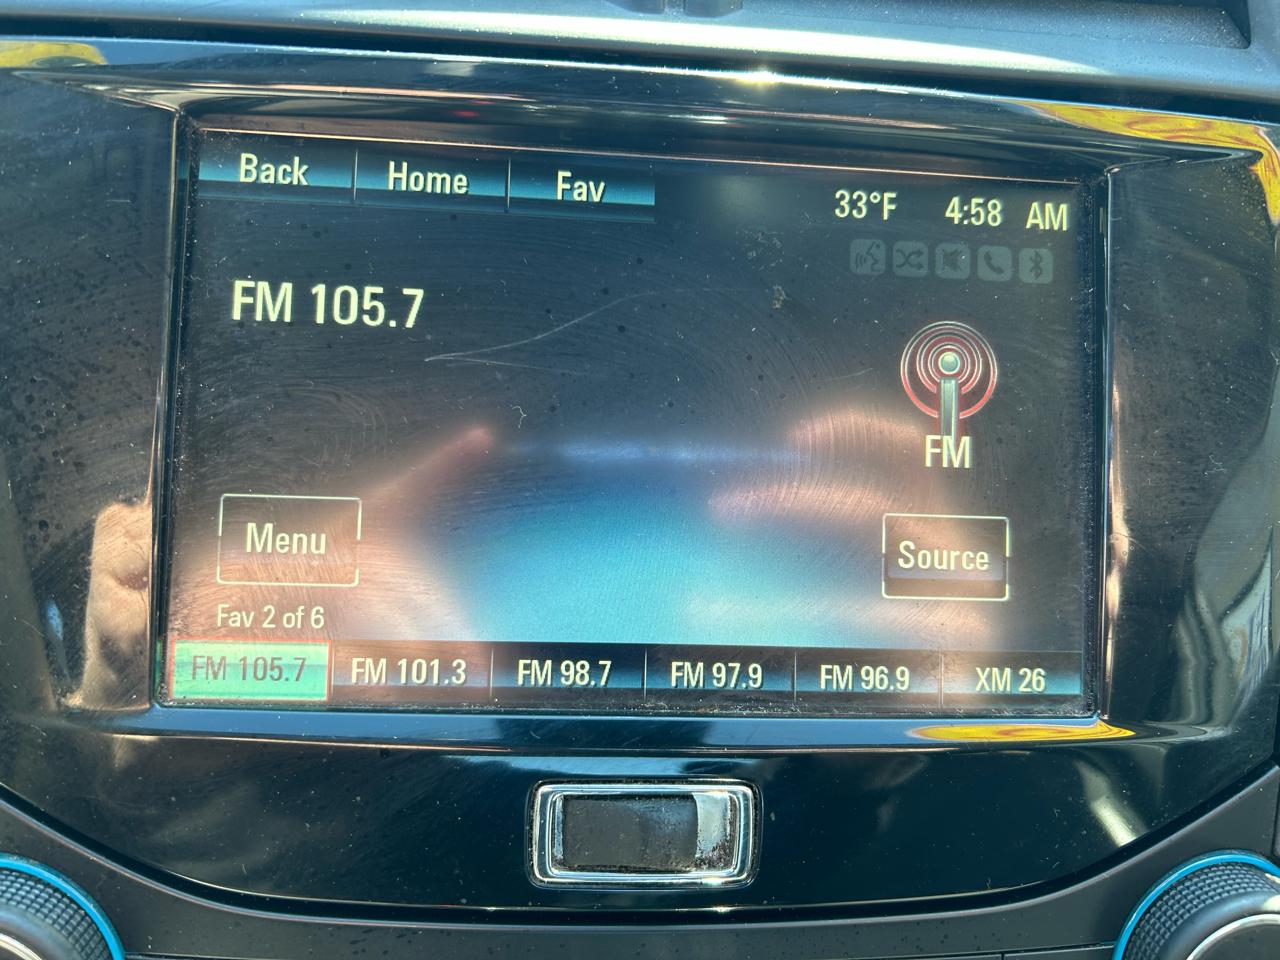 Back Home Fav 33°F 4:58 AM
FM 105.7
FM
Menu Source
Fav 2 of 6
FM 105.7 FM 101.3 FM 98.7 FM 97.9 FM 96.9 XM 26